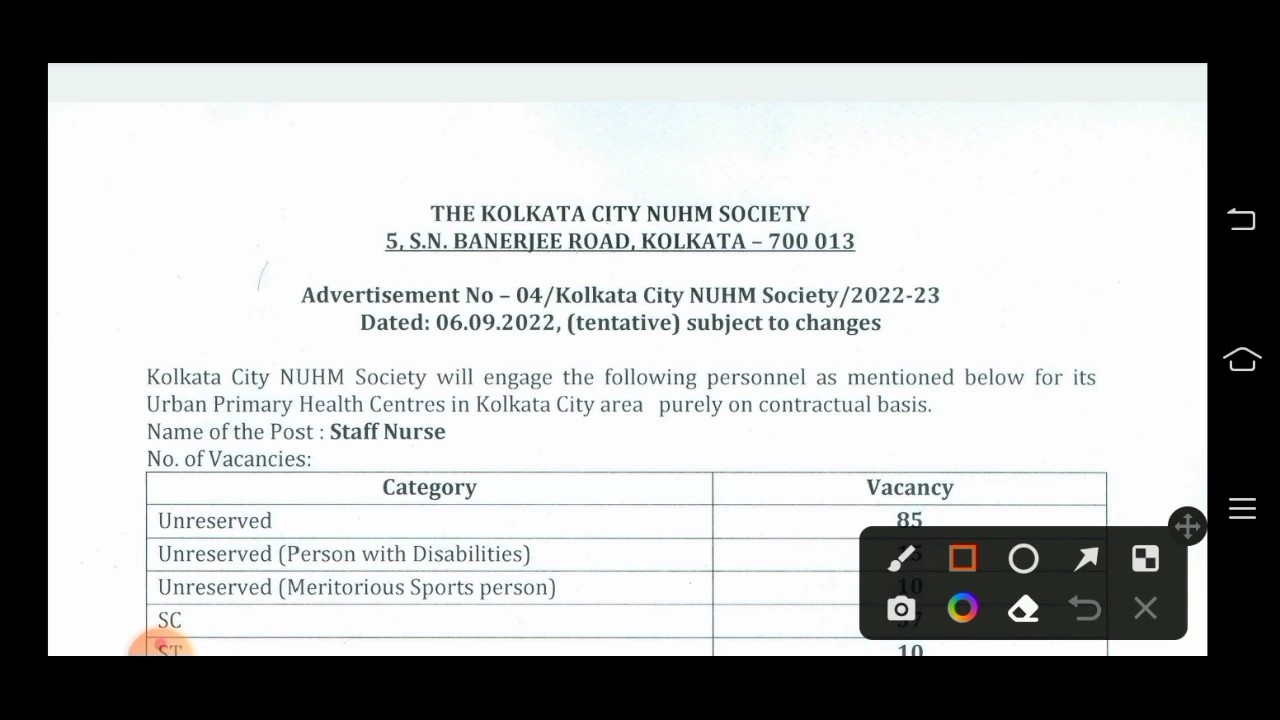 THE KOLKATA CITY NUHM SOCIETY
5, S.N. BANERJEE ROAD, KOLKATA – 700 013
Advertisement No – 04/Kolkata City NUHM Society/2022-23
Dated: 06.09.2022, (tentative) subject to changes
Kolkata City NUHM Society will engage the following personnel as mentioned below for its
Urban Primary Health Centres in Kolkata City area purely on contractual basis.
Name of the Post : Staff Nurse
No. of Vacancies:
Category Vacancy
Unreserved 85
Unreserved (Person with Disabilities)
Unreserved (Meritorious Sports person) 10
SC
ST 10